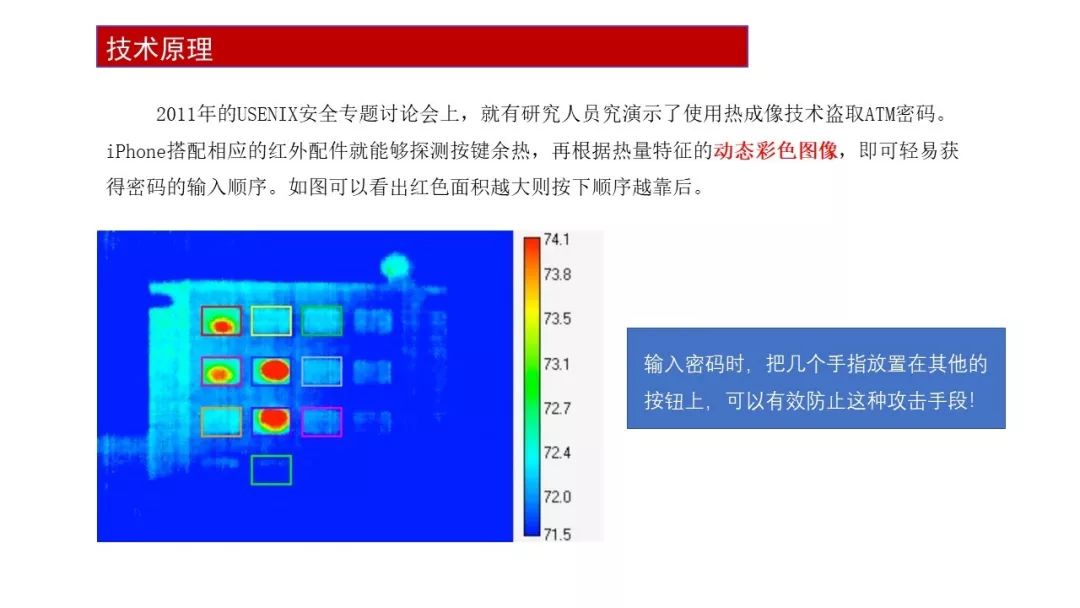 技术原理
2011年的USENIX安全专题讨论会上，就有研究人员究演示了使用热成像技术盗取ATM密码。
iPhone搭配相应的红外配件就能够探测按键余热，再根据热量特征的动态彩色图像，即可轻易获
得密码的输入顺序。如图可以看出红色面积越大则按下顺序越靠后。
74.1
73.8
73.5
73.1
72.7
72.4
72.0
71.5
输入密码时，把几个手指放置在其他的
按钮上，可以有效防止这种攻击手段！